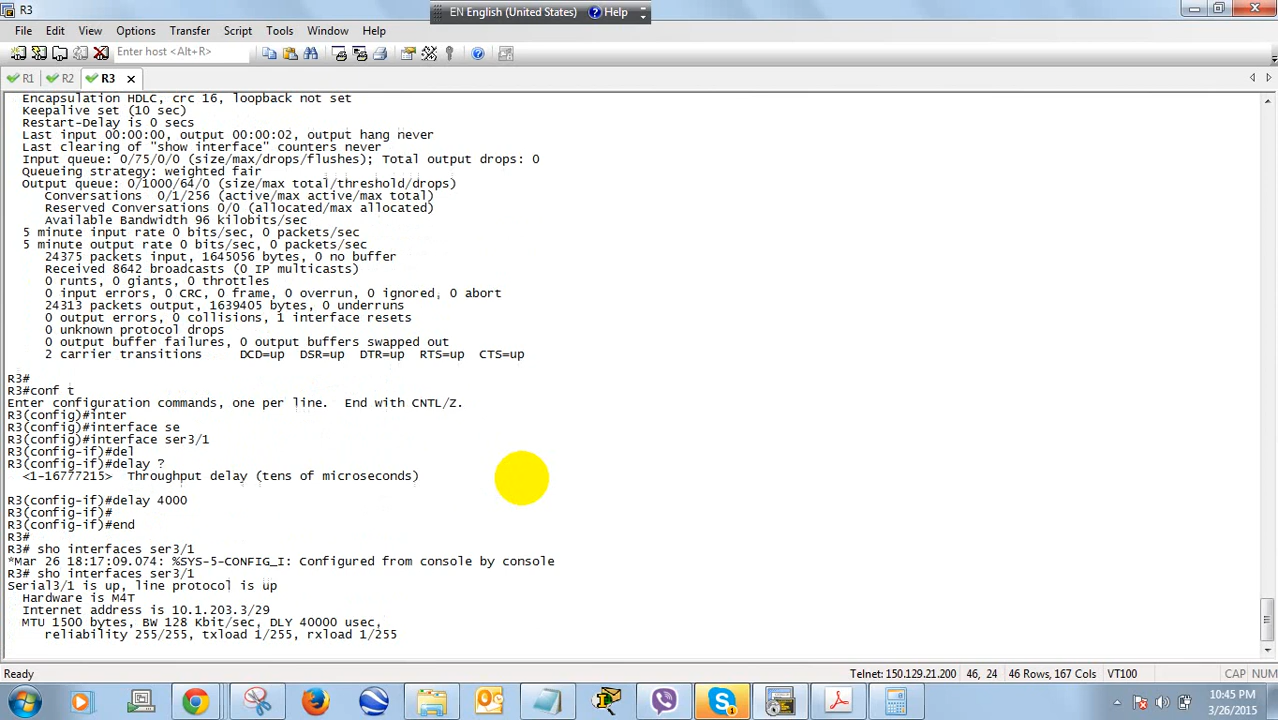 R3
EN English (United States) ? Help
File Edit View Options Transfer Script Tools Window Help
Enter host <Alt+R>
R1 R2 R3
Encapsulation HDLC, crc 16, loopback not set
Keepalive set (10 sec)
Restart-Delay is 0 secs
Last input 00:00:00, output 00:00:02, output hang never
Last clearing of "show interface" counters never
Input queue: 0/75/0/0 (size/max/drops/flushes); Total output drops: 0
Queueing strategy: weighted fair
Output queue: 0/1000/64/0 (size/max total/threshold/drops)
Conversations 0/1/256 (active/max active/max total)
Reserved Conversations 0/0 (allocated/max allocated)
Available Bandwidth 96 kilobits/sec
5 minute input rate 0 bits/sec, 0 packets/sec
5 minute output rate 0 bits/sec, 0 packets/sec
24375 packets input, 1645056 bytes, 0 no buffer
Received 8642 broadcasts (0 IP multicasts)
0 runts, 0 giants, 0 throttles
0 input errors, 0 CRC, 0 frame, 0 overrun, 0 ignored, 0 abort
24313 packets output, 1639405 bytes, 0 underruns
0 output errors, 0 collisions, 1 interface resets
0 unknown protocol drops
0 output buffer failures, 0 output buffers swapped out
2 carrier transitions DCD=up DSR=up DTR=up RTS=up CTS=up
R3#
R3#conf t
Enter configuration commands, one per line. End with CNTL/Z.
R3(config)#inter
R3(config)#interface se
R3(config)#interface ser3/1
R3(config-if)#del
R3(config-if)#delay ?
<1-16777215> Throughput delay (tens of microseconds)
R3(config-if)#delay 4000
R3(config-if)#
R3(config-if)#end
R3#
R3# sho interfaces ser3/1
*Mar 26 18:17:09.074: %SYS-5-CONFIG_I: Configured from console by console
R3# sho interfaces ser3/1
Serial3/1 is up, line protocol is up
Hardware is M4T
Internet address is 10.1.203.3/29
MTU 1500 bytes, BW 128 Kbit/sec, DLY 40000 usec,
reliability 255/255, txload 1/255, rxload 1/255
Ready Telnet: 150.129.21.200 46, 24 46 Rows, 167 Cols VT100 CAP NUM
10:45 PM
3/26/2015